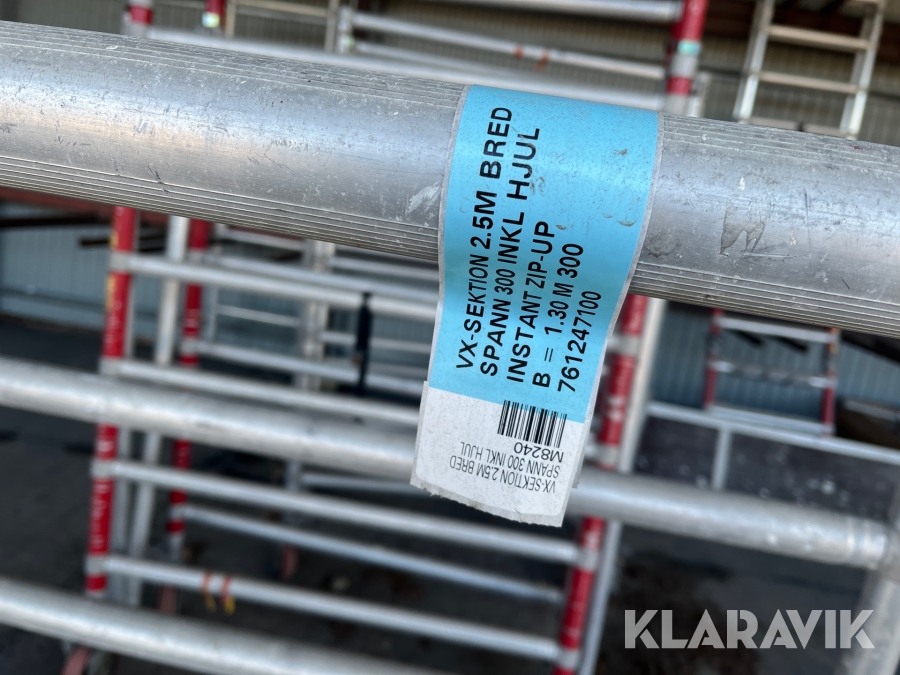 VX-SEKTION 2.5M BRED
SPANN 300 INKL HJUL
INSTANT ZIP-UP
B = 1.30 M 300
761247100
M8240
VX-SEKTION 2.5M BRED
SPANN 300 INKL HJUL
KLARAVIK